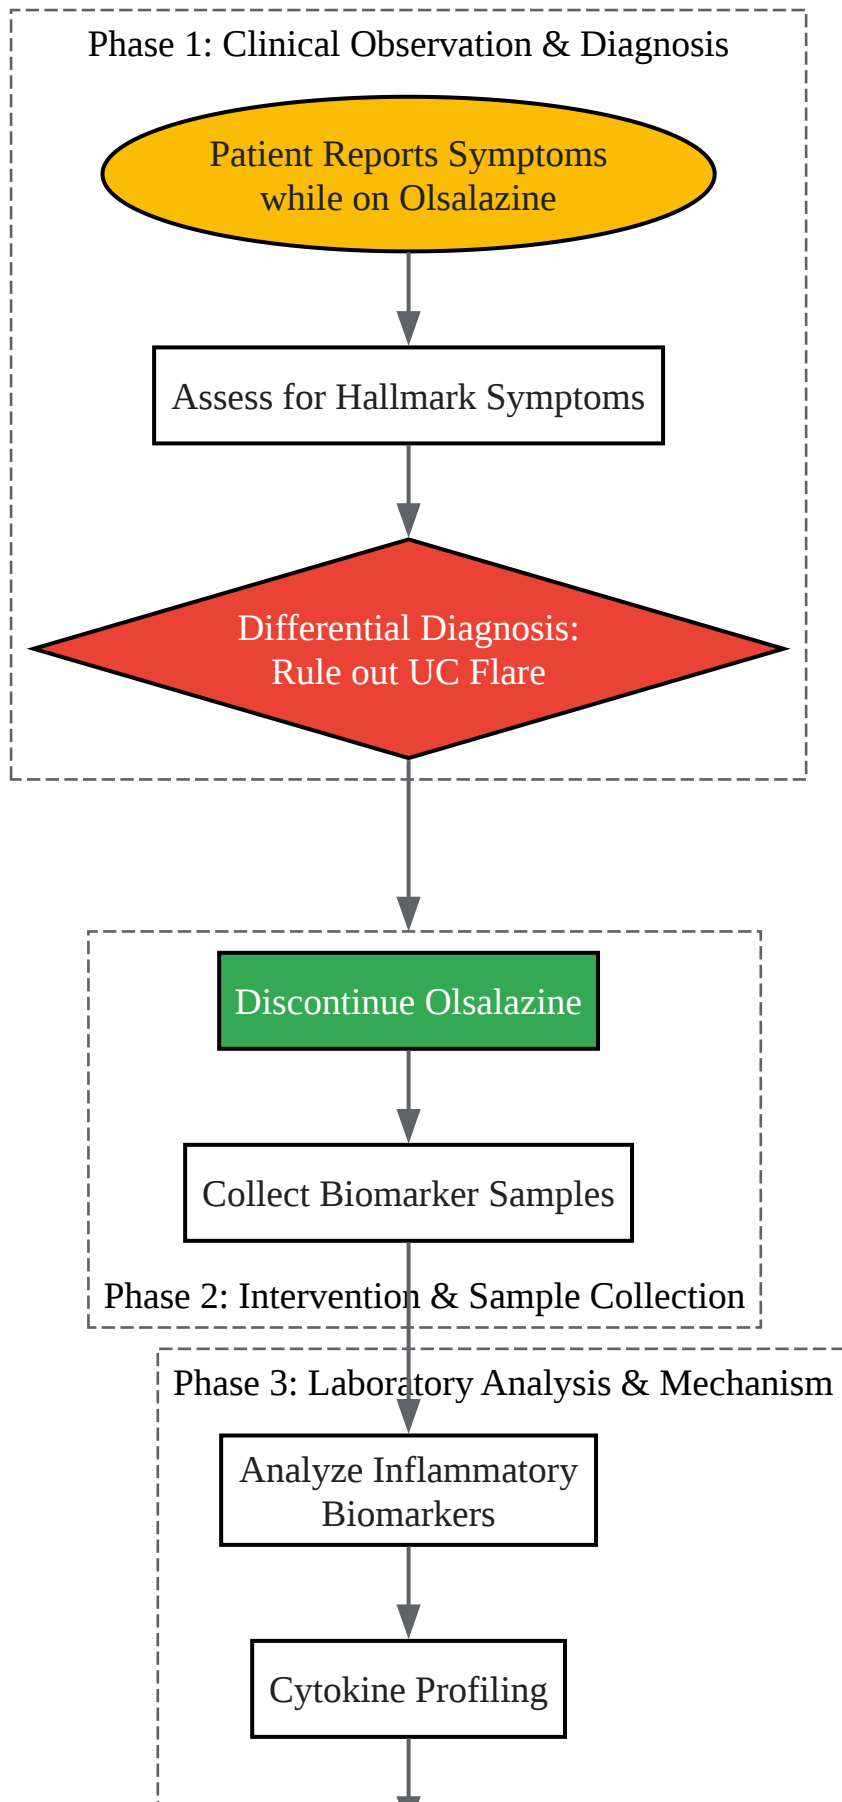 Phase 1: Clinical Observation & Diagnosis
Patient Reports Symptoms
while on Olsalazine
Assess for Hallmark Symptoms
Differential Diagnosis:
Rule out UC Flare
Discontinue Olsalazine
Collect Biomarker Samples
Phase 2: Intervention & Sample Collection
Phase 3: Laboratory Analysis & Mechanism
Analyze Inflammatory
Biomarkers
Cytokine Profiling